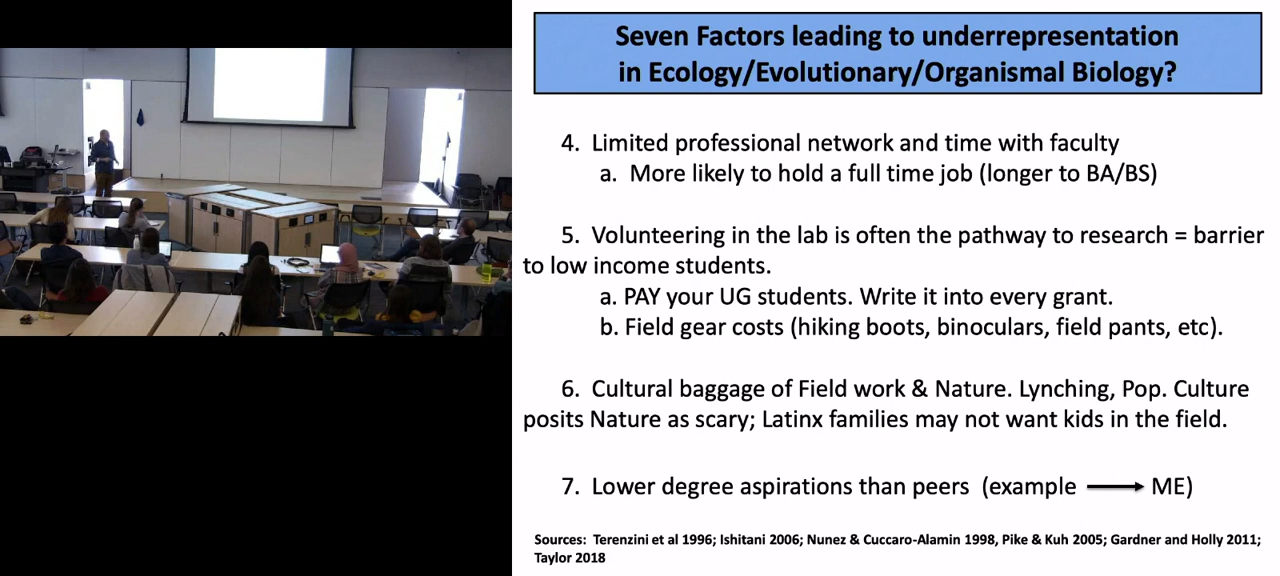 Seven Factors leading to underrepresentation
in Ecology/Evolutionary/Organismal Biology?
4. Limited professional network and time with faculty
a. More likely to hold a full time job (longer to BA/BS)
5. Volunteering in the lab is often the pathway to research = barrier
to low income students.
a. PAY your UG students. Write it into every grant.
b. Field gear costs (hiking boots, binoculars, field pants, etc).
6. Cultural baggage of Field work & Nature. Lynching, Pop. Culture
posits Nature as scary; Latinx families may not want kids in the field.
7. Lower degree aspirations than peers (example ⟶ ME)
Sources: Terenzini et al 1996; Ishitani 2006; Nunez & Cuccaro-Alamin 1998, Pike & Kuh 2005; Gardner and Holly 2011;
Taylor 2018